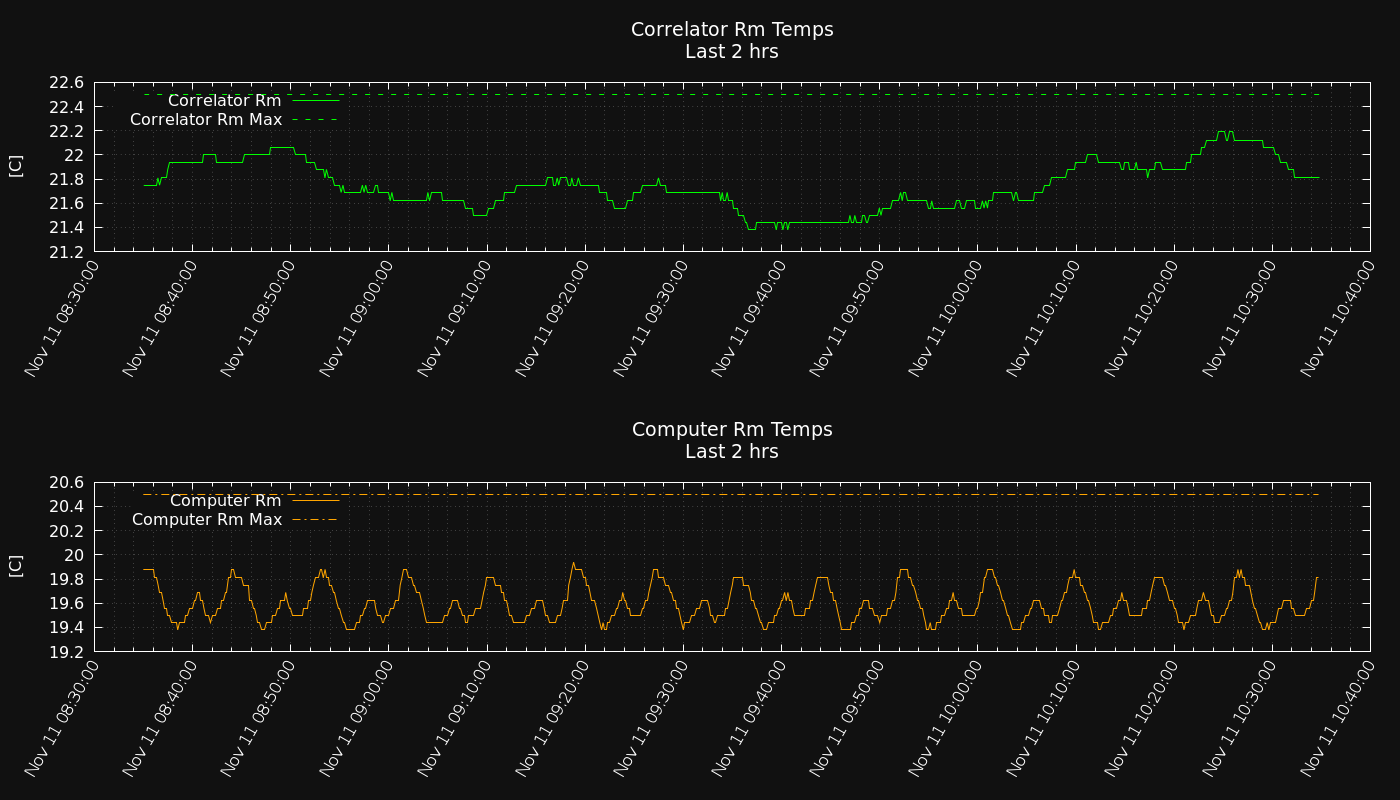 Correlator Rm Temps
Last 2 hrs
22.6
22.4
22.2
22
21.8
21.6
21.4
21.2
[C]
Correlator Rm
Correlator Rm Max
Nov 11 08:30:00
Nov 11 08:40:00
Nov 11 08:50:00
Nov 11 09:00:00
Nov 11 09:10:00
Nov 11 09:20:00
Nov 11 09:30:00
Nov 11 09:40:00
Nov 11 09:50:00
Nov 11 10:00:00
Nov 11 10:10:00
Nov 11 10:20:00
Nov 11 10:30:00
Nov 11 10:40:00
Computer Rm Temps
Last 2 hrs
20.6
20.4
20.2
20
19.8
19.6
19.4
19.2
[C]
Computer Rm
Computer Rm Max
Nov 11 08:30:00
Nov 11 08:40:00
Nov 11 08:50:00
Nov 11 09:00:00
Nov 11 09:10:00
Nov 11 09:20:00
Nov 11 09:30:00
Nov 11 09:40:00
Nov 11 09:50:00
Nov 11 10:00:00
Nov 11 10:10:00
Nov 11 10:20:00
Nov 11 10:30:00
Nov 11 10:40:00